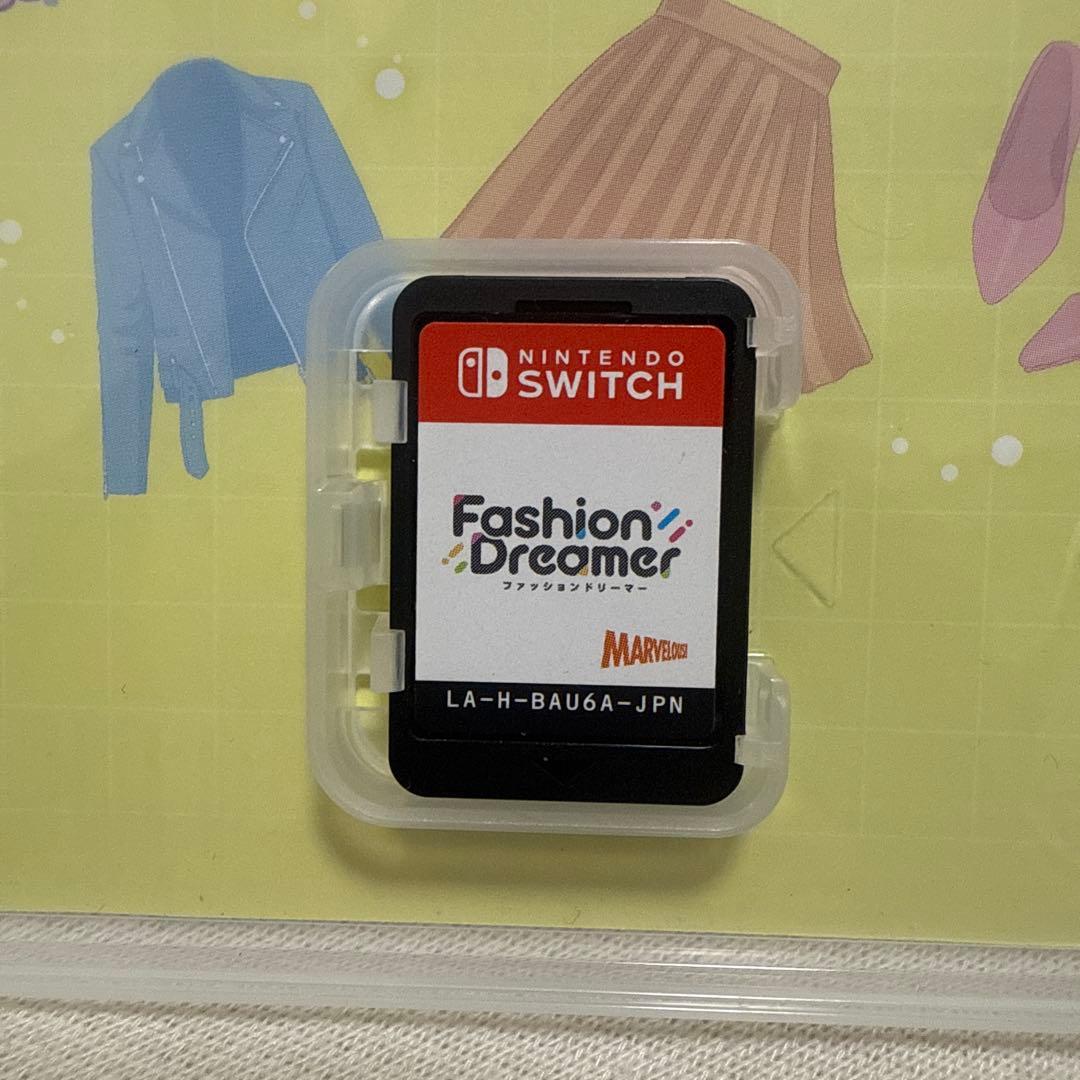 NINTENDO
SWITCH
Fashion
Dreamer
ファッションドリーマー
MARVELOUS!
LA-H-BAU6A-JPN